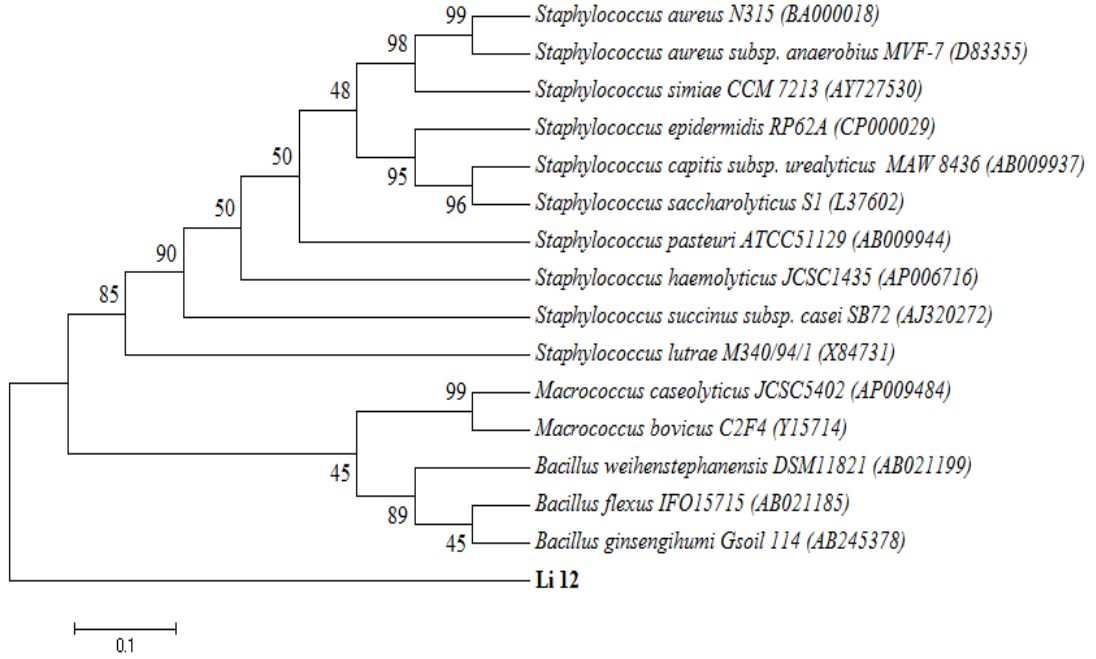 99
Staphylococcus aureus N315 (BA000018)
98
Staphylococcus aureus subsp. anaerobius MVF-7 (D83355)
48
Staphylococcus simiae CCM 7213 (AY727530)
Staphylococcus epidermidis RP62A (CP000029)
50
Staphylococcus capitis subsp. urealyticus MAW 8436 (AB009937)
95
96
Staphylococcus saccharolyticus S1 (L37602)
50
Staphylococcus pasteuri ATCC51129 (AB009944)
90
Staphylococcus haemolyticus JCSC1435 (AP006716)
85
Staphylococcus succinus subsp. casei SB72 (AJ320272)
Staphylococcus lutrae M340/94/1 (X84731)
99
Macrococcus caseolyticus JCSC5402 (AP009484)
Macrococcus bovicus C2F4 (Y15714)
45
Bacillus weihenstephanensis DSM11821 (AB021199)
Bacillus flexus IFO15715 (AB021185)
89
45
Bacillus ginsengihumi Gsoil 114 (AB245378)
Li 12
0.1